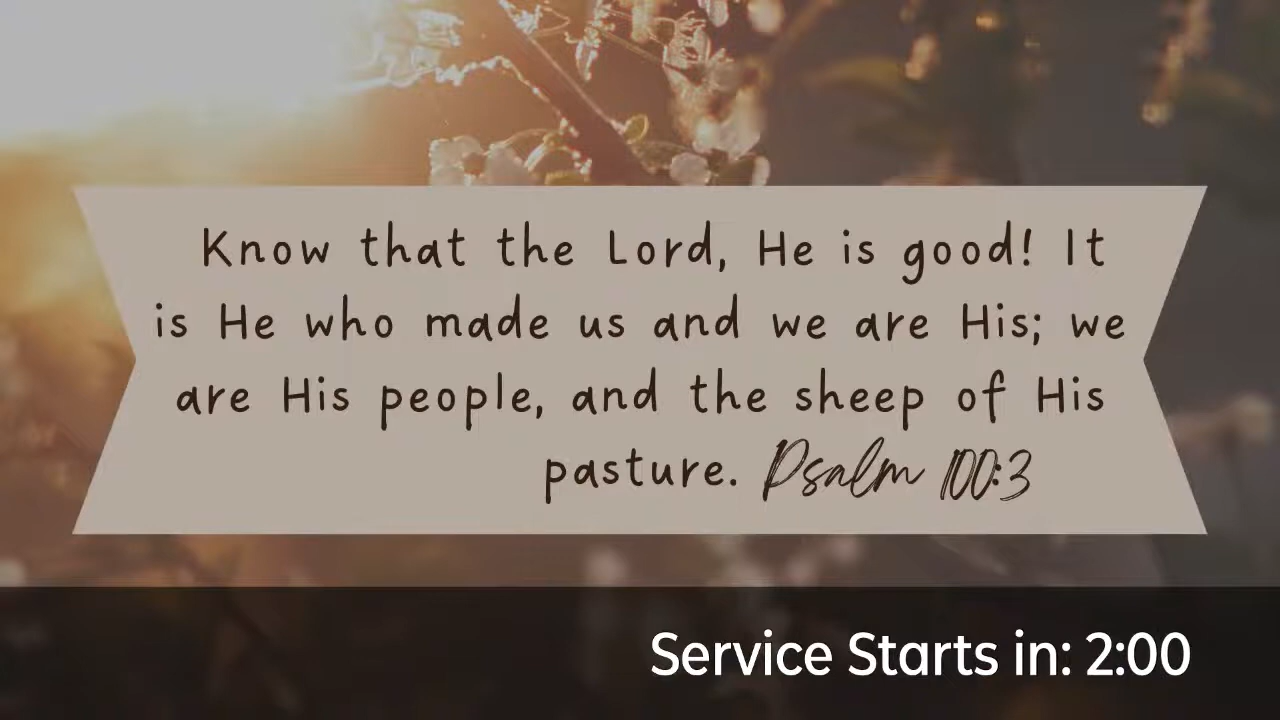 Know that the Lord, He is good! It
is He who made us and we are His; we
are His people, and the sheep of His
pasture. Psalm 100:3
Service Starts in: 2:00